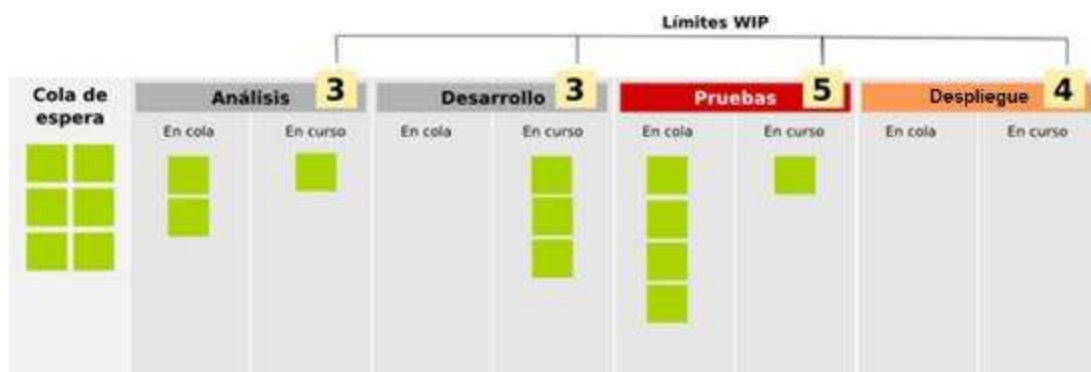 Límites WIP
Cola de
espera
Análisis 3
Desarrollo 3
Pruebas 5
Despliegue 4
En cola
En curso
En cola
En curso
En cola
En curso
En cola
En curso